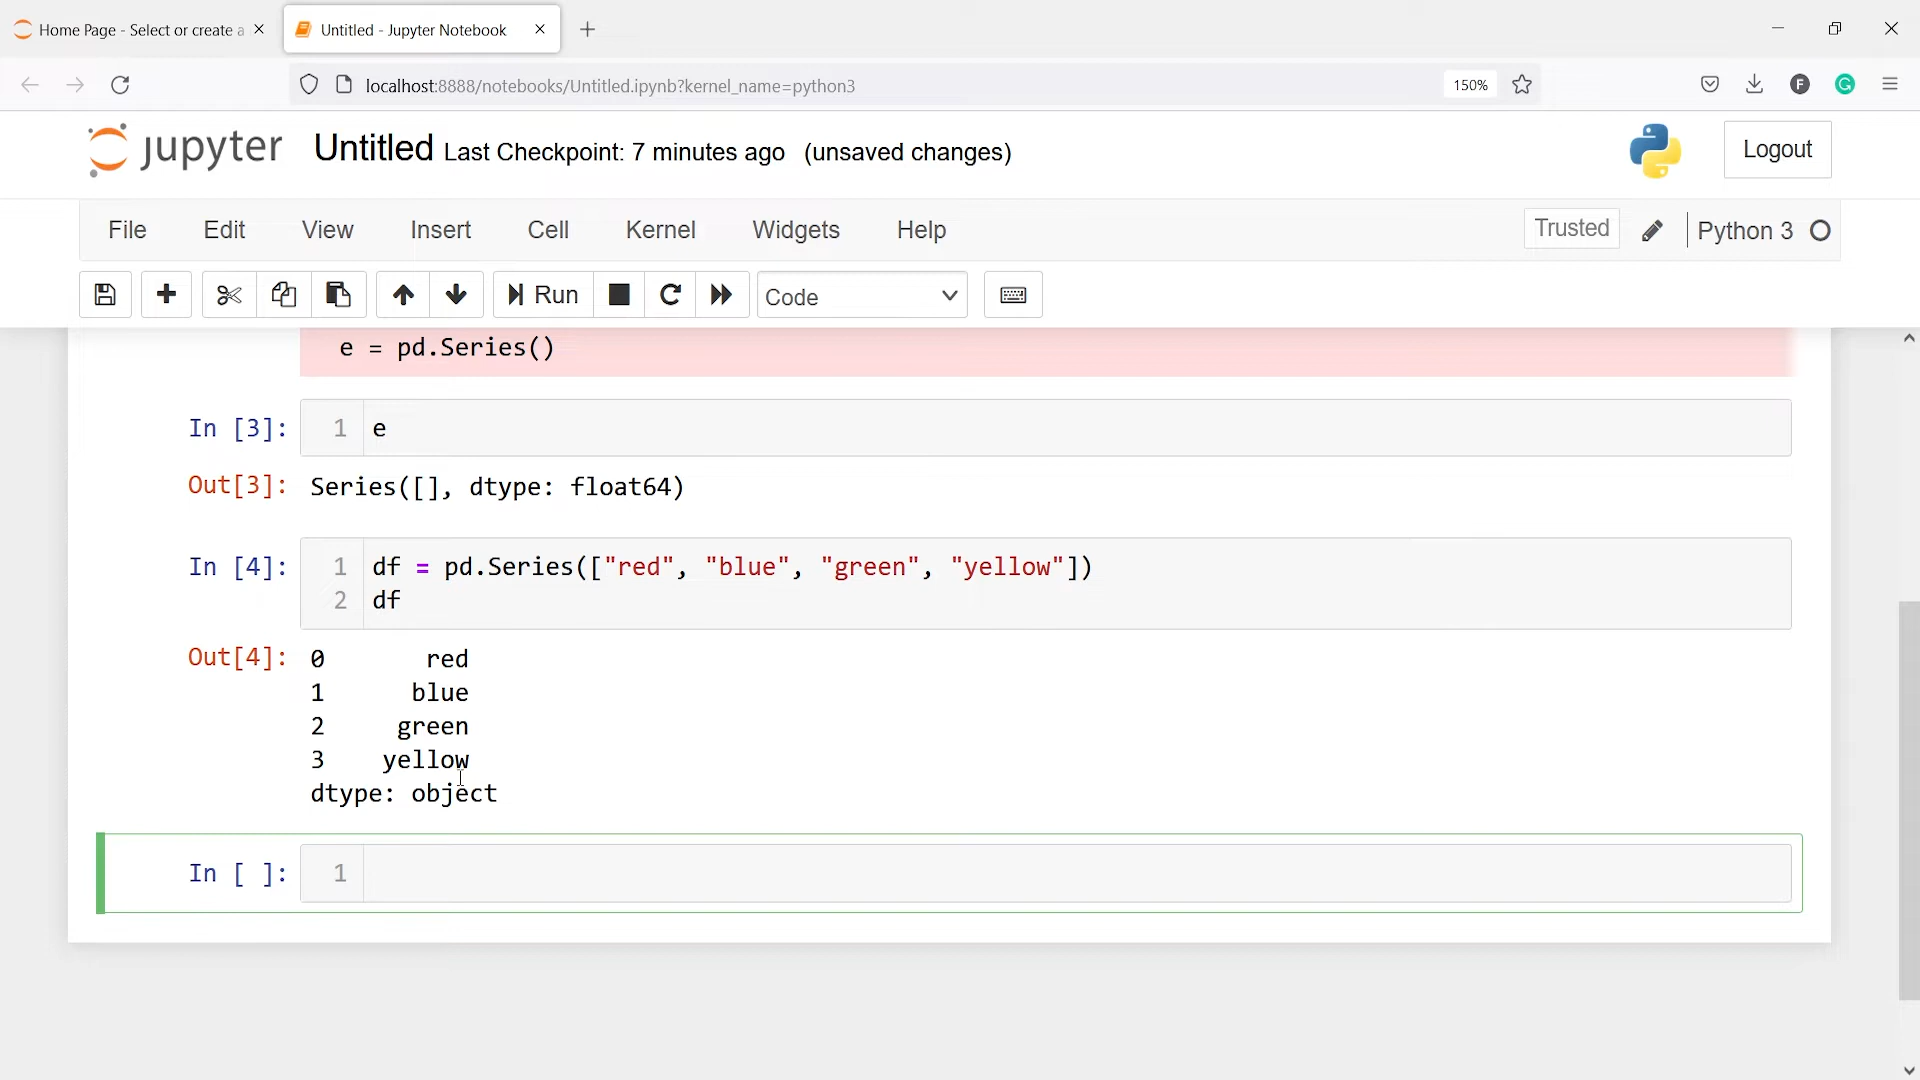 Home Page - Select or create a
Untitled - Jupyter Notebook
localhost:8888/notebooks/Untitled.ipynb?kernel_name=python3
150%
F
G
jupyter Untitled Last Checkpoint: 7 minutes ago (unsaved changes)
Logout
File Edit View Insert Cell Kernel Widgets Help
Trusted
Python 3
Run
Code
e = pd.Series()
In [3]: 1 e
Out[3]: Series([], dtype: float64)
In [4]: 1 df = pd.Series(["red", "blue", "green", "yellow"])
2 df
Out[4]: 0 red
1 blue
2 green
3 yellow
dtype: object
In [ ]: 1